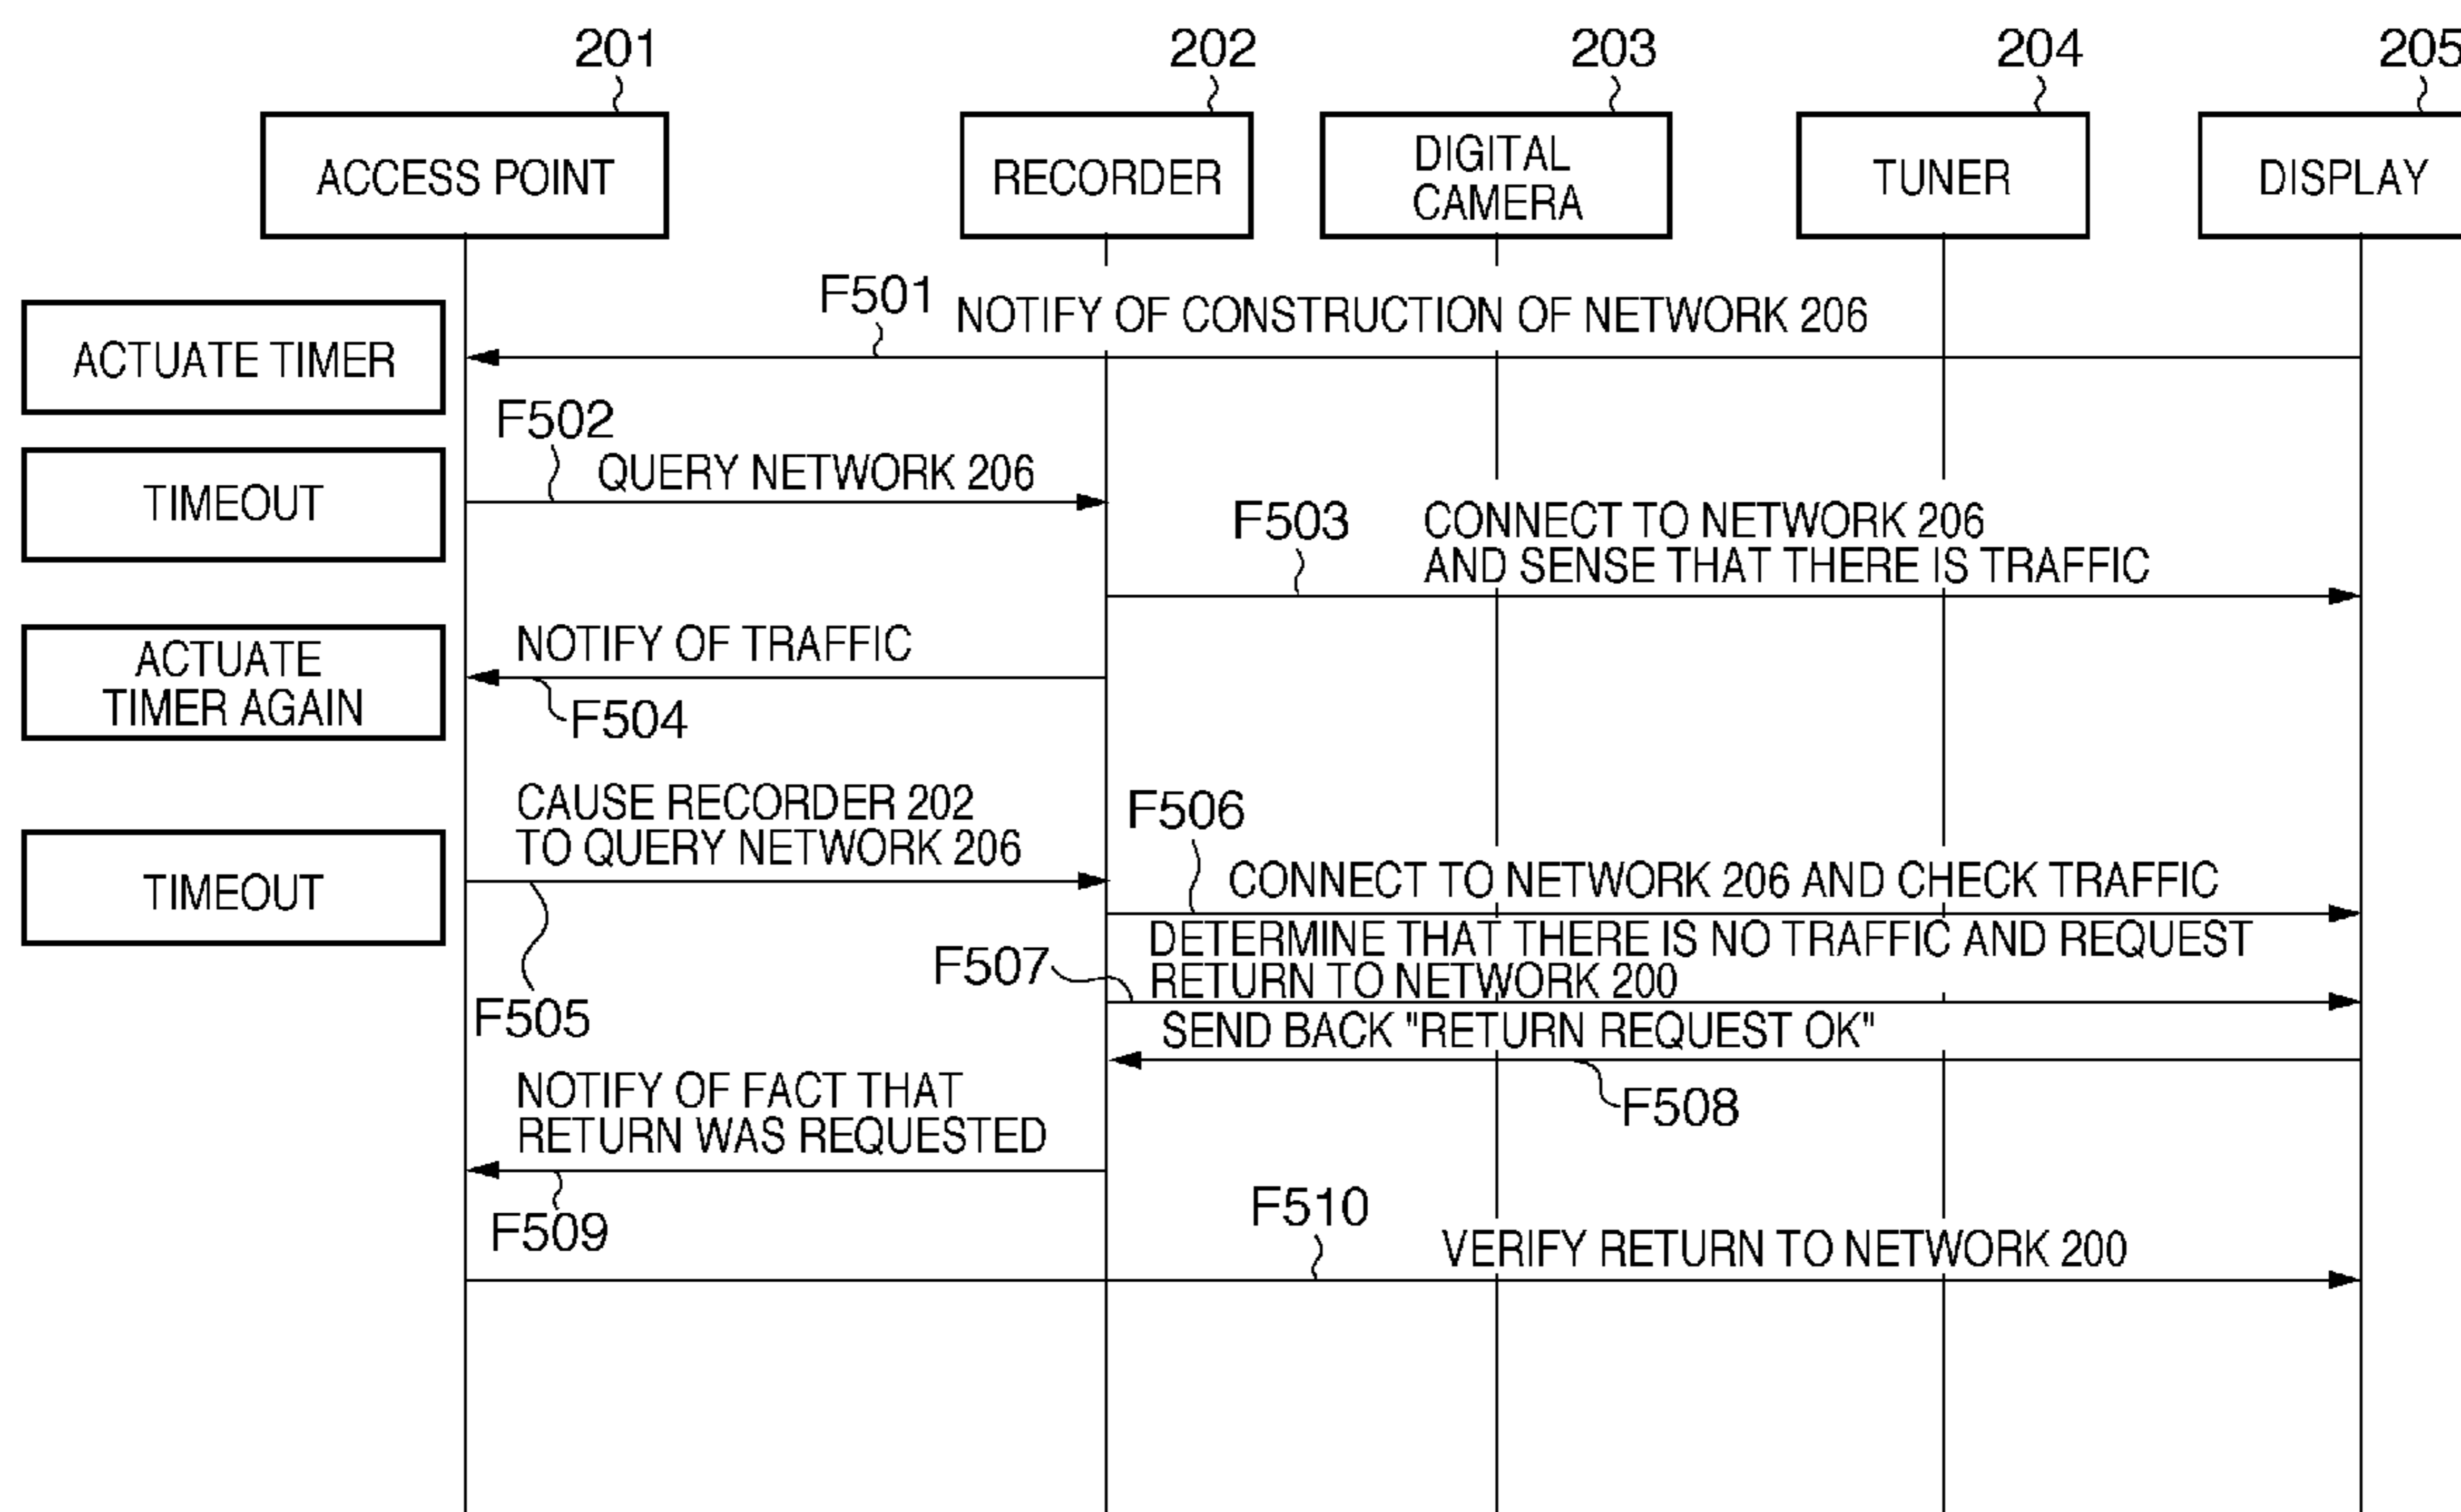 201
202
203
204
205
ACCESS POINT
RECORDER
DIGITAL
CAMERA
TUNER
DISPLAY
F501
NOTIFY OF CONSTRUCTION OF NETWORK 206
ACTUATE TIMER
F502
QUERY NETWORK 206
TIMEOUT
F503
CONNECT TO NETWORK 206
AND SENSE THAT THERE IS TRAFFIC
NOTIFY OF TRAFFIC
ACTUATE
TIMER AGAIN
F504
CAUSE RECORDER 202
TO QUERY NETWORK 206
F506
CONNECT TO NETWORK 206 AND CHECK TRAFFIC
TIMEOUT
DETERMINE THAT THERE IS NO TRAFFIC AND REQUEST
RETURN TO NETWORK 200
F507
F505
SEND BACK "RETURN REQUEST OK"
NOTIFY OF FACT THAT
RETURN WAS REQUESTED
F508
F509
F510
VERIFY RETURN TO NETWORK 200